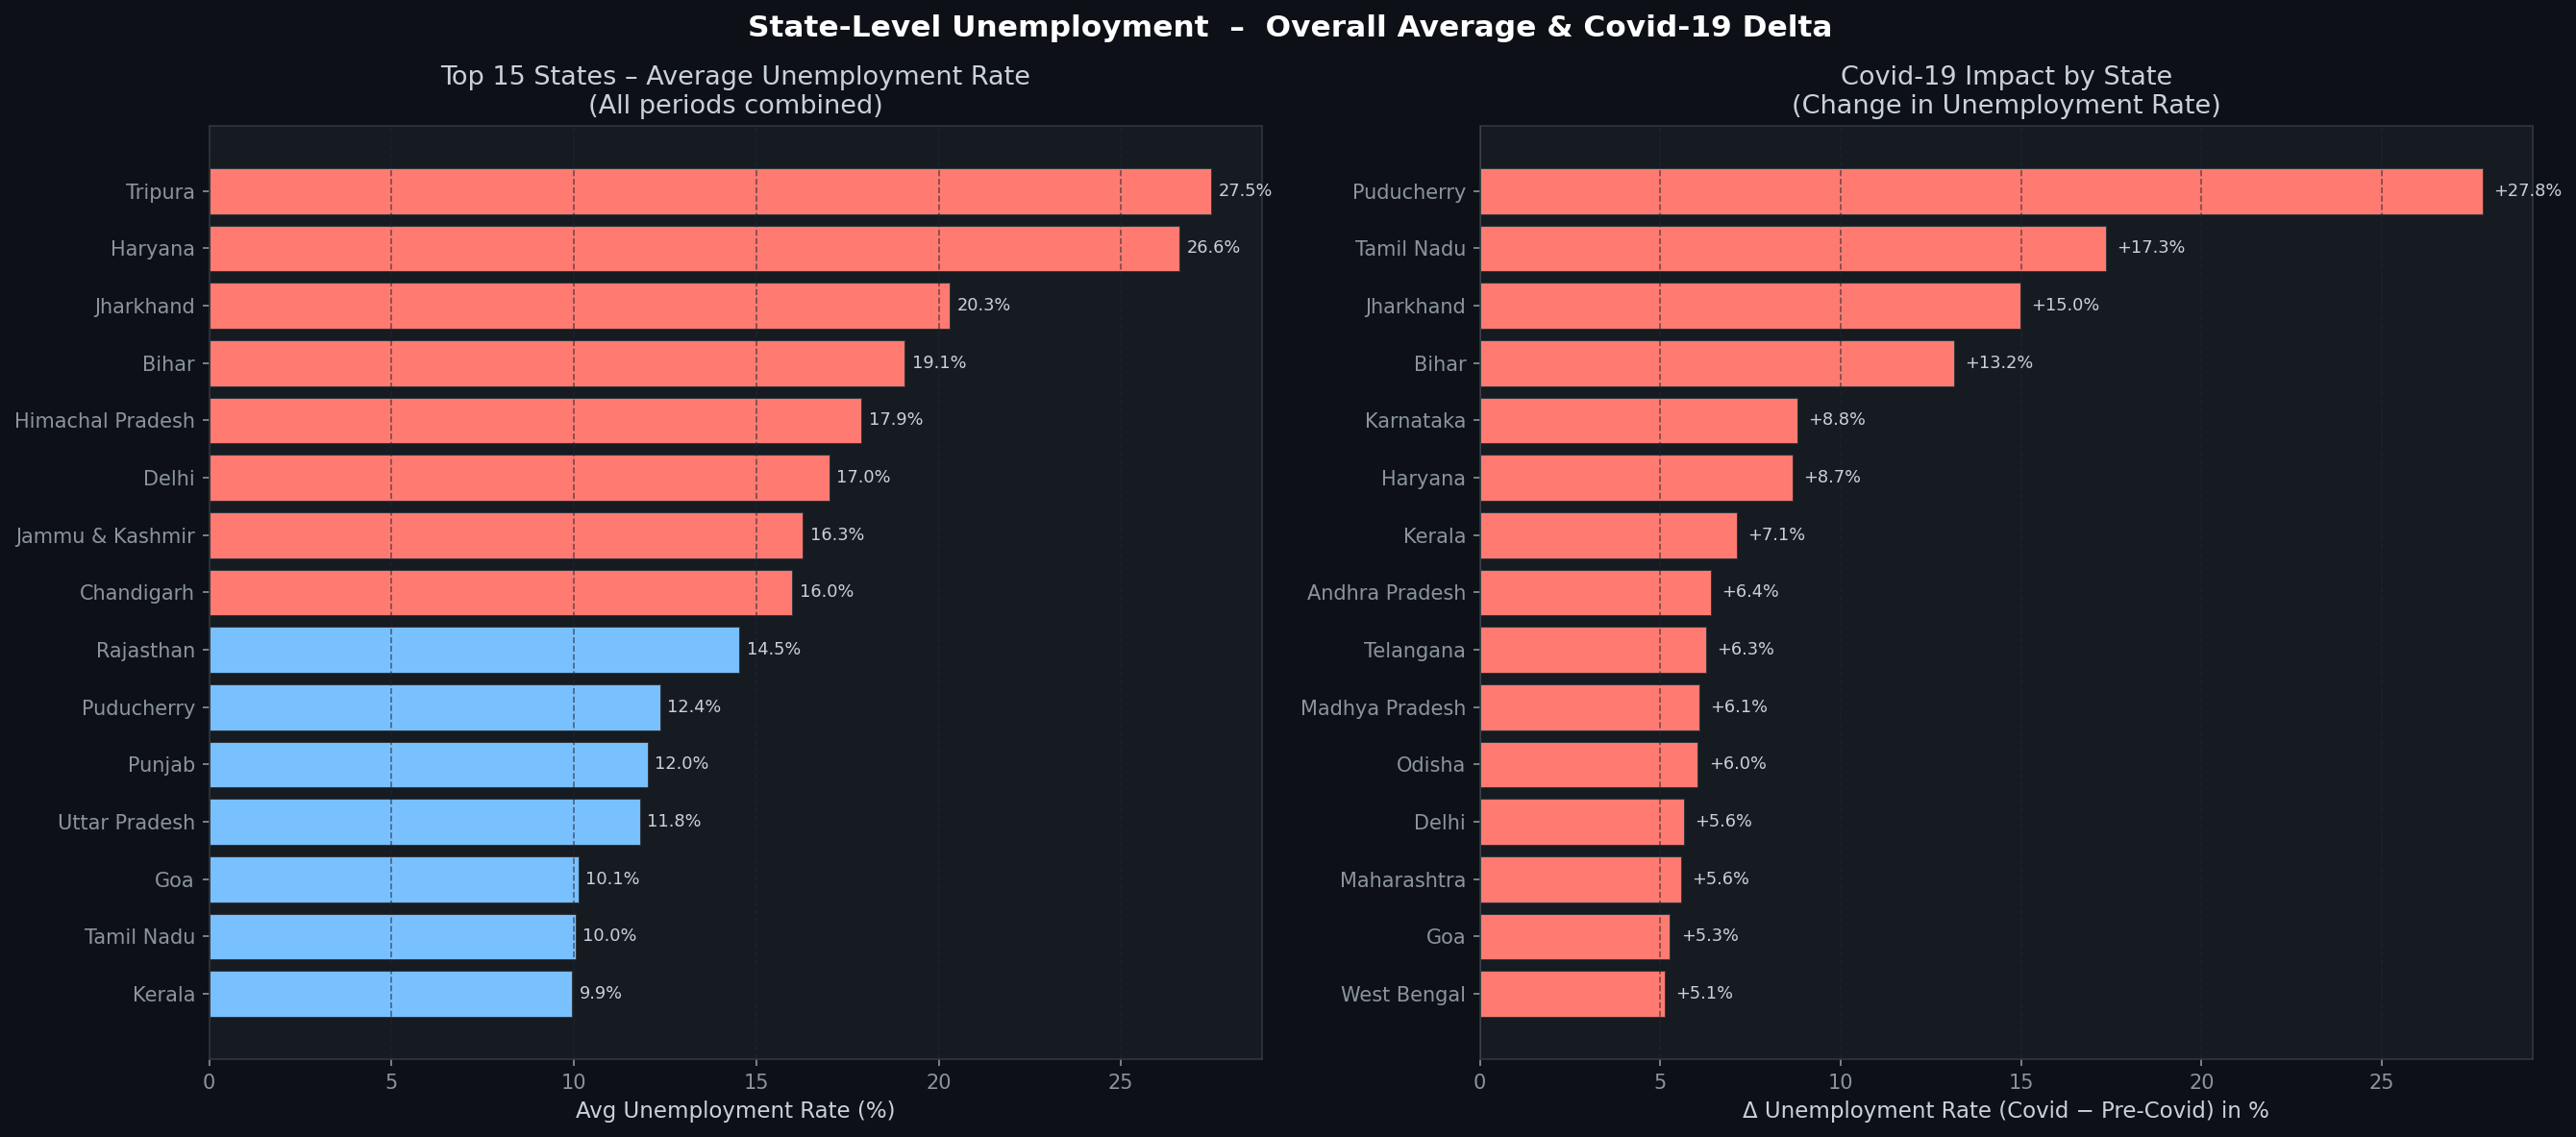 State-Level Unemployment – Overall Average & Covid-19 Delta
Top 15 States – Average Unemployment Rate
(All periods combined)
Tripura 27.5%
Haryana 26.6%
Jharkhand 20.3%
Bihar 19.1%
Himachal Pradesh 17.9%
Delhi 17.0%
Jammu & Kashmir 16.3%
Chandigarh 16.0%
Rajasthan 14.5%
Puducherry 12.4%
Punjab 12.0%
Uttar Pradesh 11.8%
Goa 10.1%
Tamil Nadu 10.0%
Kerala 9.9%
0 5 10 15 20 25
Avg Unemployment Rate (%)
Covid-19 Impact by State
(Change in Unemployment Rate)
Puducherry +27.8%
Tamil Nadu +17.3%
Jharkhand +15.0%
Bihar +13.2%
Karnataka +8.8%
Haryana +8.7%
Kerala +7.1%
Andhra Pradesh +6.4%
Telangana +6.3%
Madhya Pradesh +6.1%
Odisha +6.0%
Delhi +5.6%
Maharashtra +5.6%
Goa +5.3%
West Bengal +5.1%
0 5 10 15 20 25
Δ Unemployment Rate (Covid − Pre-Covid) in %